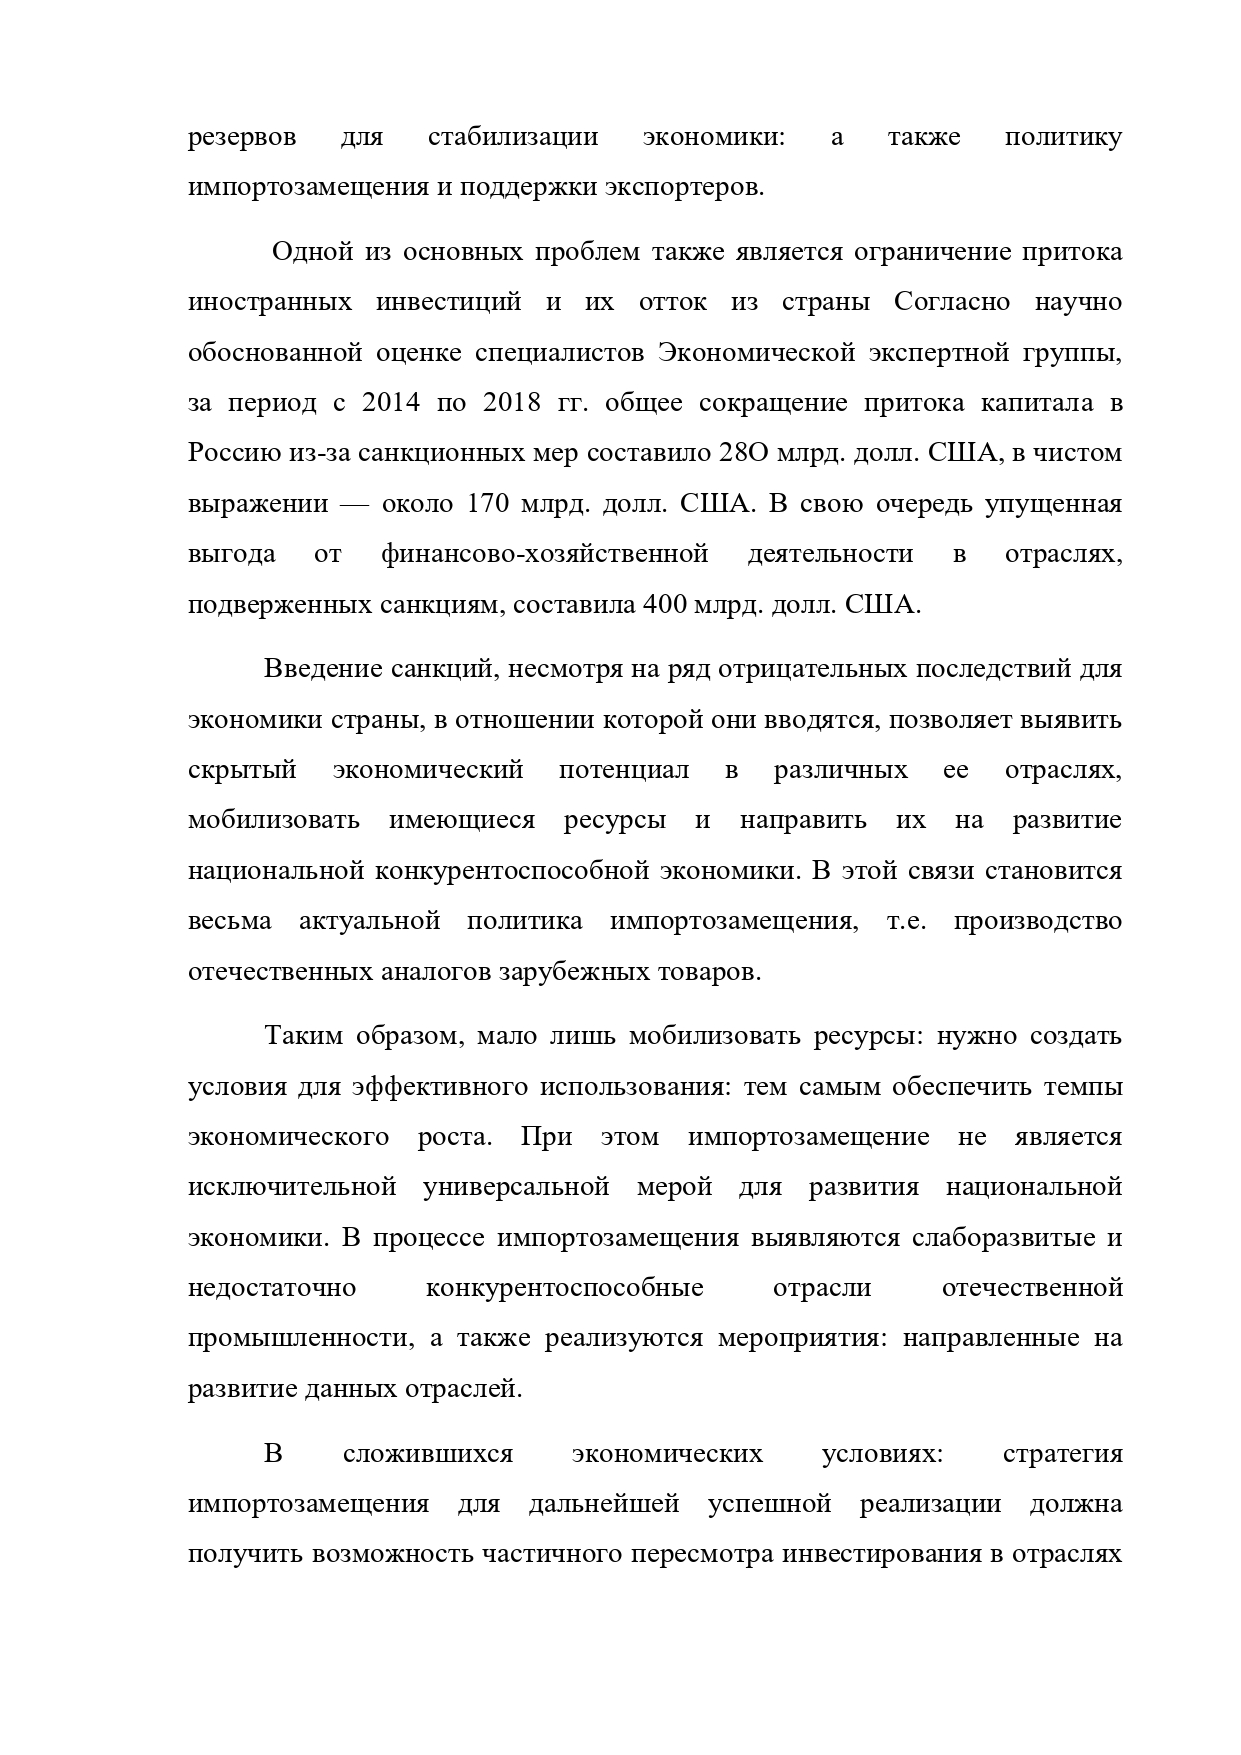 резервов для стабилизации экономики: а также политику
импортозамещения и поддержки экспортеров.
Одной из основных проблем также является ограничение притока
иностранных инвестиций и их отток из страны Согласно научно
обоснованной оценке специалистов Экономической экспертной группы,
за период с 2014 по 2018 гг. общее сокращение притока капитала в
Россию из-за санкционных мер составило 28О млрд. долл. США, в чистом
выражении — около 170 млрд. долл. США. В свою очередь упущенная
выгода от финансово-хозяйственной деятельности в отраслях,
подверженных санкциям, составила 400 млрд. долл. США.
Введение санкций, несмотря на ряд отрицательных последствий для
экономики страны, в отношении которой они вводятся, позволяет выявить
скрытый экономический потенциал в различных ее отраслях,
мобилизовать имеющиеся ресурсы и направить их на развитие
национальной конкурентоспособной экономики. В этой связи становится
весьма актуальной политика импортозамещения, т.е. производство
отечественных аналогов зарубежных товаров.
Таким образом, мало лишь мобилизовать ресурсы: нужно создать
условия для эффективного использования: тем самым обеспечить темпы
экономического роста. При этом импортозамещение не является
исключительной универсальной мерой для развития национальной
экономики. В процессе импортозамещения выявляются слаборазвитые и
недостаточно конкурентоспособные отрасли отечественной
промышленности, а также реализуются мероприятия: направленные на
развитие данных отраслей.
В сложившихся экономических условиях: стратегия
импортозамещения для дальнейшей успешной реализации должна
получить возможность частичного пересмотра инвестирования в отраслях